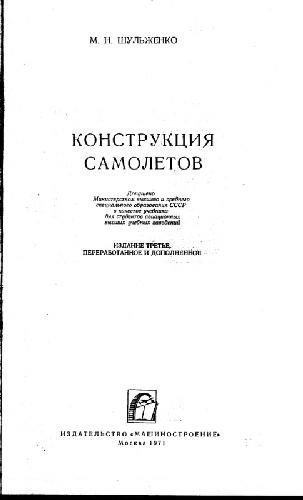 М. Н. ШУЛЬЖЕНКО
КОНСТРУКЦИЯ
САМОЛЕТОВ
Допущено
Министерством высшего и среднего
специального образования СССР
в качестве учебника
для студентов авиационных
высших учебных заведений
ИЗДАНИЕ ТРЕТЬЕ,
ПЕРЕРАБОТАННОЕ И ДОПОЛНЕННОЕ
ИЗДАТЕЛЬСТВО «МАШИНОСТРОЕНИЕ»
Москва 1971